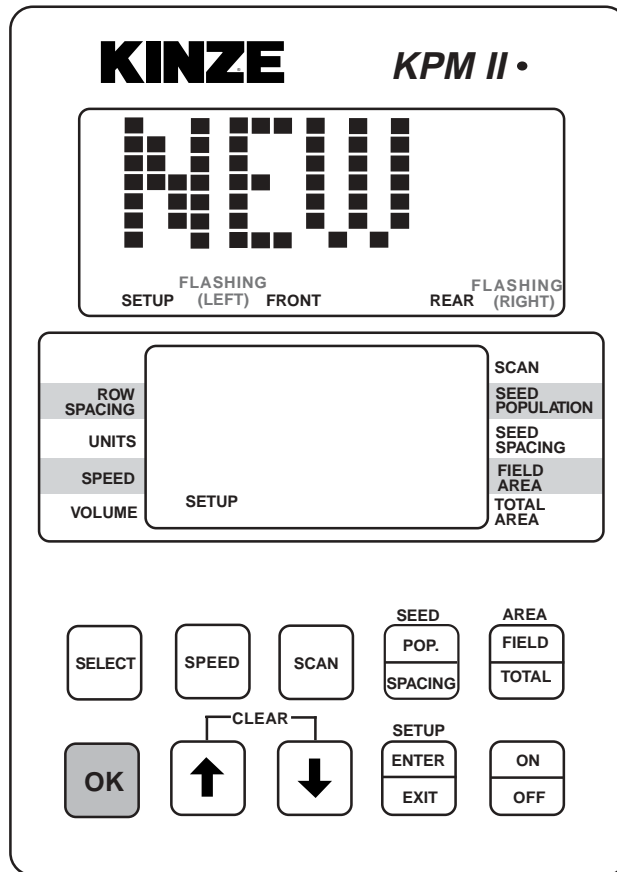 KINZE KPM II •
NEW
FLASHING FLASHING
SETUP (LEFT) FRONT REAR (RIGHT)
SCAN
ROW SPACING
SEED POPULATION
UNITS
SEED SPACING
SPEED
FIELD AREA
VOLUME
SETUP
TOTAL AREA
SEED AREA
SELECT SPEED SCAN POP. FIELD
SPACING TOTAL
CLEAR
SETUP
OK ENTER ON
EXIT OFF